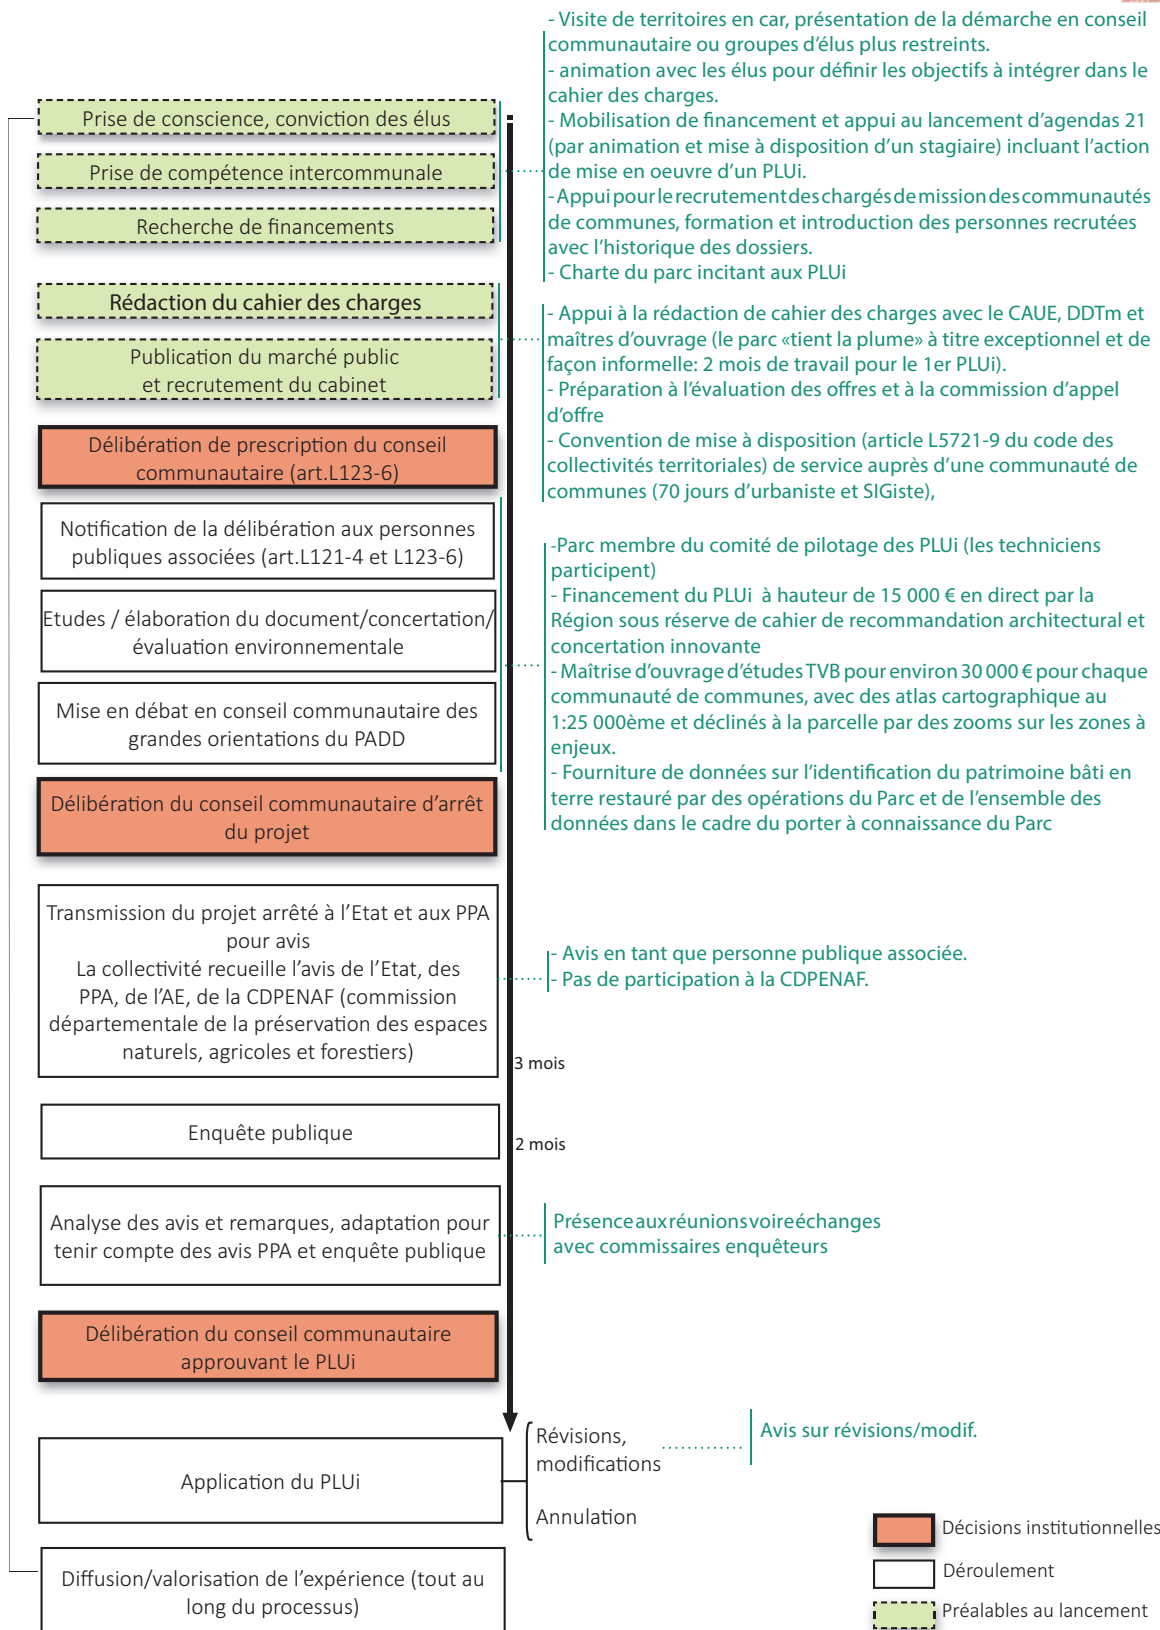 - Visite de territoires en car, présentation de la démarche en conseil
communautaire ou groupes d’élus plus restreints.
- animation avec les élus pour définir les objectifs à intégrer dans le
cahier des charges.
- Mobilisation de financement et appui au lancement d’agendas 21
(par animation et mise à disposition d’un stagiaire) incluant l’action
de mise en oeuvre d’un PLUi.
- Appui pour le recrutement des chargés de mission des communautés
de communes, formation et introduction des personnes recrutées
avec l’historique des dossiers.
- Charte du parc incitant aux PLUi
Prise de conscience, conviction des élus
Prise de compétence intercommunale
Recherche de financements
Rédaction du cahier des charges
Publication du marché public
et recrutement du cabinet
- Appui à la rédaction de cahier des charges avec le CAUE, DDTm et
maîtres d’ouvrage (le parc «tient la plume» à titre exceptionnel et de
façon informelle: 2 mois de travail pour le 1er PLUi).
- Préparation à l’évaluation des offres et à la commission d’appel
d’offre
- Convention de mise à disposition (article L5721-9 du code des
collectivités territoriales) de service auprès d’une communauté de
communes (70 jours d’urbaniste et SIGiste),
Délibération de prescription du conseil
communautaire (art.L123-6)
Notification de la délibération aux personnes
publiques associées (art.L121-4 et L123-6)
Etudes / élaboration du document/concertation/
évaluation environnementale
Mise en débat en conseil communautaire des
grandes orientations du PADD
-Parc membre du comité de pilotage des PLUi (les techniciens
participent)
- Financement du PLUi à hauteur de 15 000 € en direct par la
Région sous réserve de cahier de recommandation architectural et
concertation innovante
- Maîtrise d’ouvrage d’études TVB pour environ 30 000 € pour chaque
communauté de communes, avec des atlas cartographique au
1:25 000ème et déclinés à la parcelle par des zooms sur les zones à
enjeux.
- Fourniture de données sur l’identification du patrimoine bâti en
terre restauré par des opérations du Parc et de l’ensemble des
données dans le cadre du porter à connaissance du Parc
Délibération du conseil communautaire d’arrêt
du projet
Transmission du projet arrêté à l’Etat et aux PPA
pour avis
La collectivité recueille l’avis de l’Etat, des
PPA, de l’AE, de la CDPENAF (commission
départementale de la préservation des espaces
naturels, agricoles et forestiers)
- Avis en tant que personne publique associée.
- Pas de participation à la CDPENAF.
3 mois
Enquête publique
2 mois
Analyse des avis et remarques, adaptation pour
tenir compte des avis PPA et enquête publique
Présence aux réunions voire échanges
avec commissaires enquêteurs
Délibération du conseil communautaire
approuvant le PLUi
Application du PLUi
Révisions,
modifications
Annulation
Avis sur révisions/modif.
Diffusion/valorisation de l’expérience (tout au
long du processus)
Décisions institutionnelles
Déroulement
Préalables au lancement